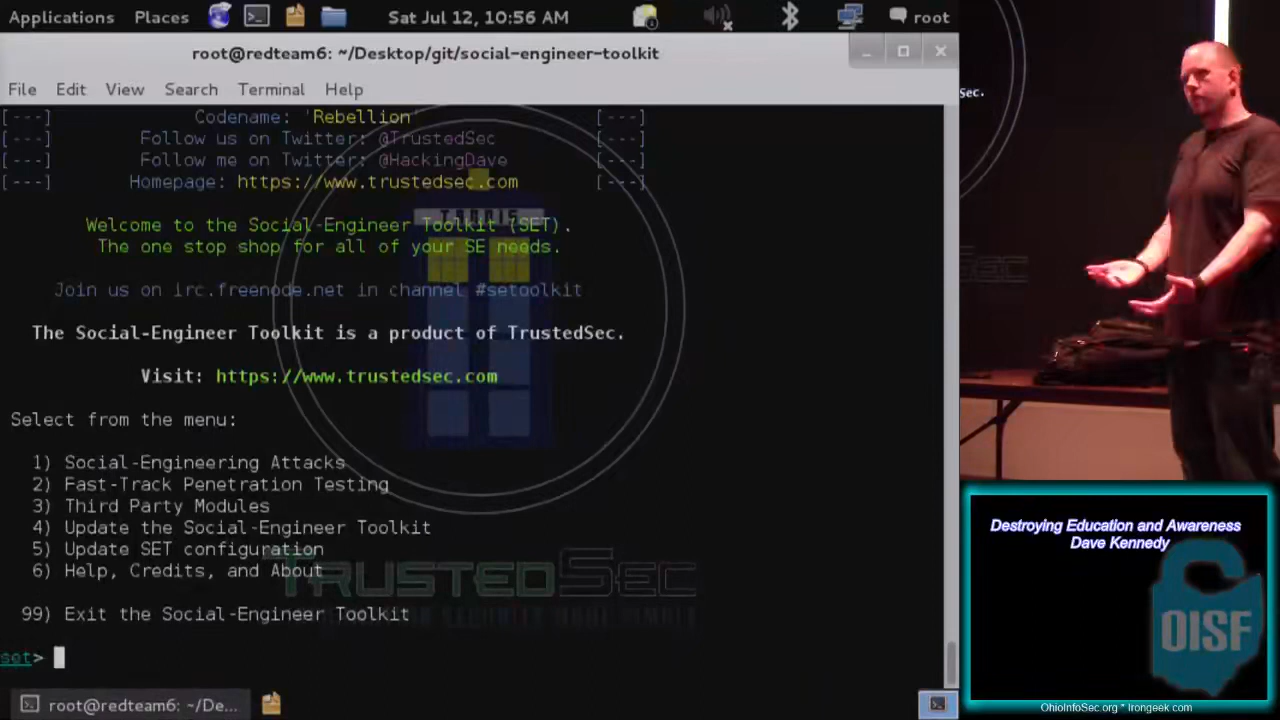 Applications Places Sat Jul 12, 10:56 AM root
root@redteam6: ~/Desktop/git/social-engineer-toolkit
File Edit View Search Terminal Help
[---] Codename: 'Rebellion' [---]
[---] Follow us on Twitter: @TrustedSec [---]
[---] Follow me on Twitter: @HackingDave [---]
[---] Homepage: https://www.trustedsec.com [---]
TARDIS
Welcome to the Social-Engineer Toolkit (SET).
The one stop shop for all of your SE needs.
Join us on irc.freenode.net in channel #setoolkit
The Social-Engineer Toolkit is a product of TrustedSec.
Visit: https://www.trustedsec.com
Select from the menu:
1) Social-Engineering Attacks
2) Fast-Track Penetration Testing
3) Third Party Modules
4) Update the Social-Engineer Toolkit
5) Update SET configuration
6) Help, Credits, and About
TRUSTEDSEC
99) Exit the Social-Engineer Toolkit
set>
root@redteam6: ~/De...
Sec.
Destroying Education and Awareness
Dave Kennedy
OISF
OhioInfoSec.org * Irongeek.com